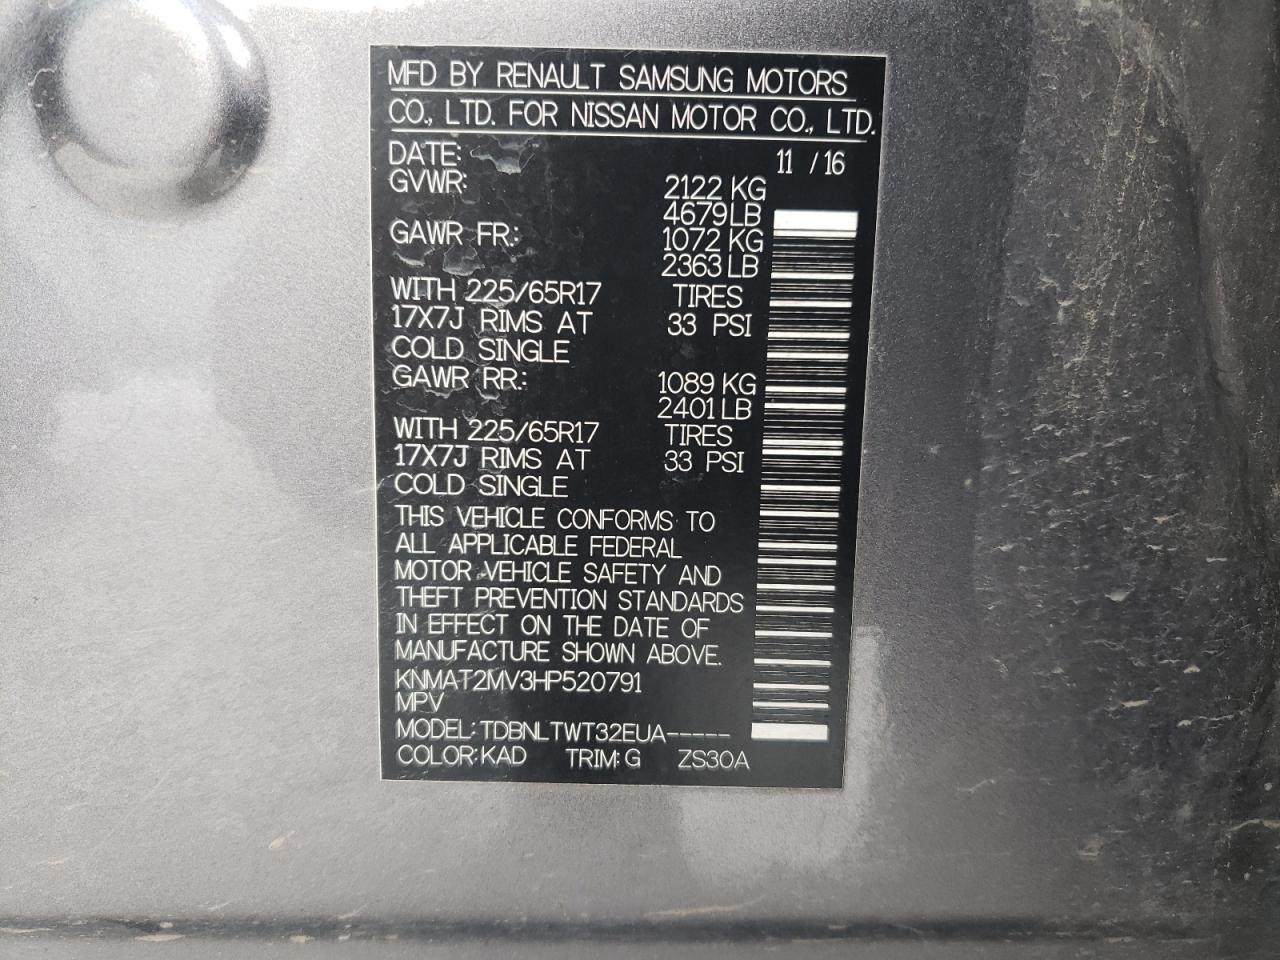 MFD BY RENAULT SAMSUNG MOTORS
CO., LTD. FOR NISSAN MOTOR CO., LTD.
DATE: 11 / 16
GVWR: 2122 KG
4679 LB
GAWR FR: 1072 KG
2363 LB
WITH 225/65R17 TIRES
17X7J RIMS AT 33 PSI
COLD SINGLE
GAWR RR: 1089 KG
2401 LB
WITH 225/65R17 TIRES
17X7J RIMS AT 33 PSI
COLD SINGLE
THIS VEHICLE CONFORMS TO
ALL APPLICABLE FEDERAL
MOTOR VEHICLE SAFETY AND
THEFT PREVENTION STANDARDS
IN EFFECT ON THE DATE OF
MANUFACTURE SHOWN ABOVE.
KNMAT2MV3HP520791
MPV
MODEL: TDBNLTWT32EUA-----
COLOR: KAD TRIM: G ZS30A